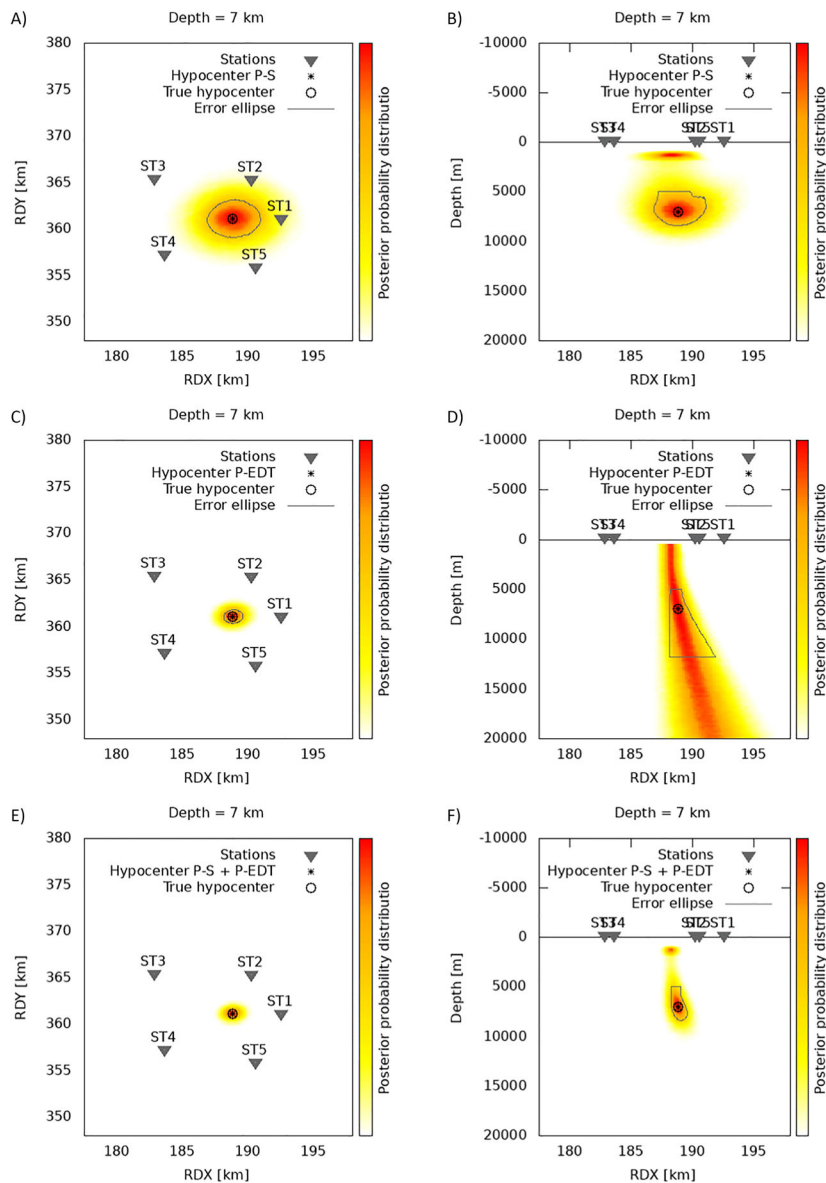 A)
Depth = 7 km
380
375
370
365
360
355
350
RDY [km]
Stations
Hypocenter P-S
True hypocenter
Error ellipse
ST3
ST2
ST1
ST4
ST5
180
185
190
195
RDX [km]
Posterior probability distributio
B)
Depth = 7 km
-10000
-5000
0
5000
10000
15000
20000
Depth [m]
Stations
Hypocenter P-S
True hypocenter
Error ellipse
ST1
180
185
190
195
RDX [km]
Posterior probability distributio
C)
Depth = 7 km
380
375
370
365
360
355
350
RDY [km]
Stations
Hypocenter P-EDT
True hypocenter
Error ellipse
ST3
ST2
ST1
ST4
ST5
180
185
190
195
RDX [km]
Posterior probability distributio
D)
Depth = 7 km
-10000
-5000
0
5000
10000
15000
20000
Depth [m]
Stations
Hypocenter P-EDT
True hypocenter
Error ellipse
ST1
180
185
190
195
RDX [km]
Posterior probability distributio
E)
Depth = 7 km
380
375
370
365
360
355
350
RDY [km]
Stations
Hypocenter P-S + P-EDT
True hypocenter
ST3
ST2
ST1
ST4
ST5
180
185
190
195
RDX [km]
Posterior probability distributio
F)
Depth = 7 km
-10000
-5000
0
5000
10000
15000
20000
Depth [m]
Stations
Hypocenter P-S + P-EDT
True hypocenter
Error ellipse
ST1
180
185
190
195
RDX [km]
Posterior probability distributio